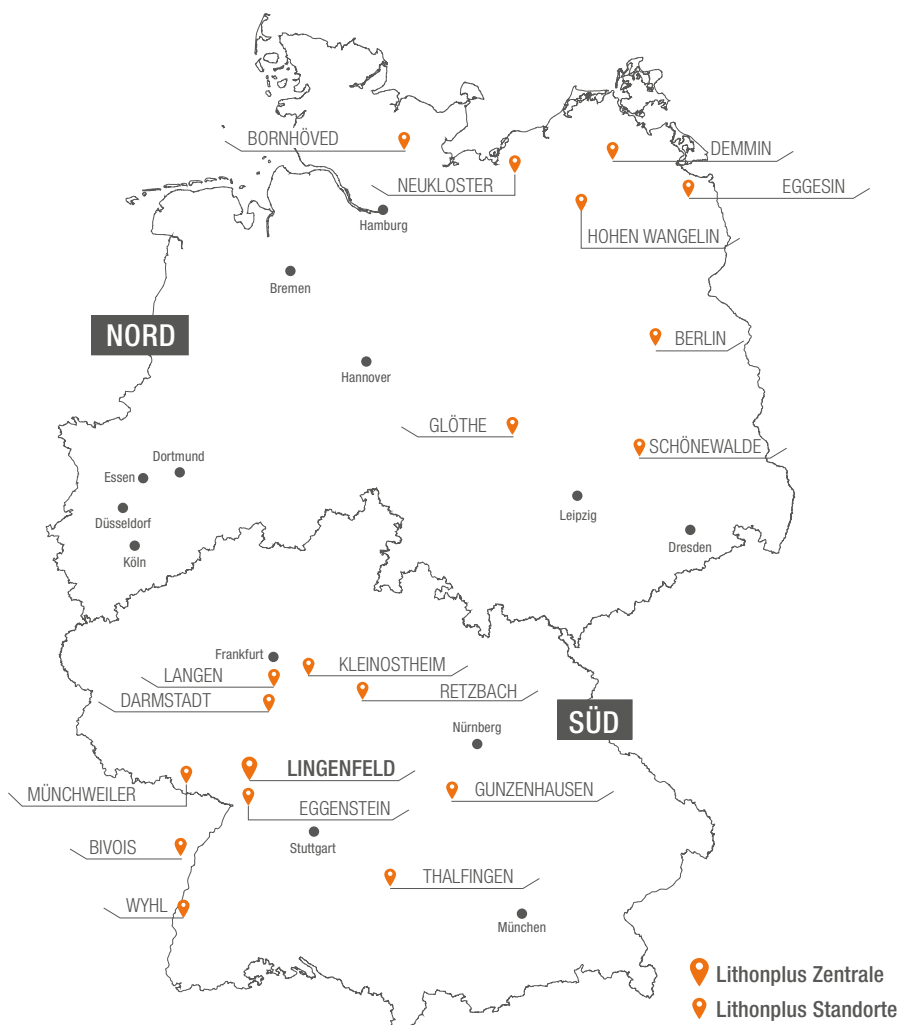 BORNHÖVED
DEMMIN
NEUKLOSTER
EGGESIN
Hamburg
HOHEN WANGELIN
Bremen
NORD
BERLIN
Hannover
GLÖTHE
SCHÖNEWALDE
Dortmund
Essen
Leipzig
Düsseldorf
Dresden
Köln
Frankfurt
KLEINOSTHEIM
LANGEN
RETZBACH
DARMSTADT
SÜD
Nürnberg
LINGENFELD
MÜNCHWEILER
GUNZENHAUSEN
EGGENSTEIN
Stuttgart
BIVOIS
THALFINGEN
WYHL
München
Lithonplus Zentrale
Lithonplus Standorte